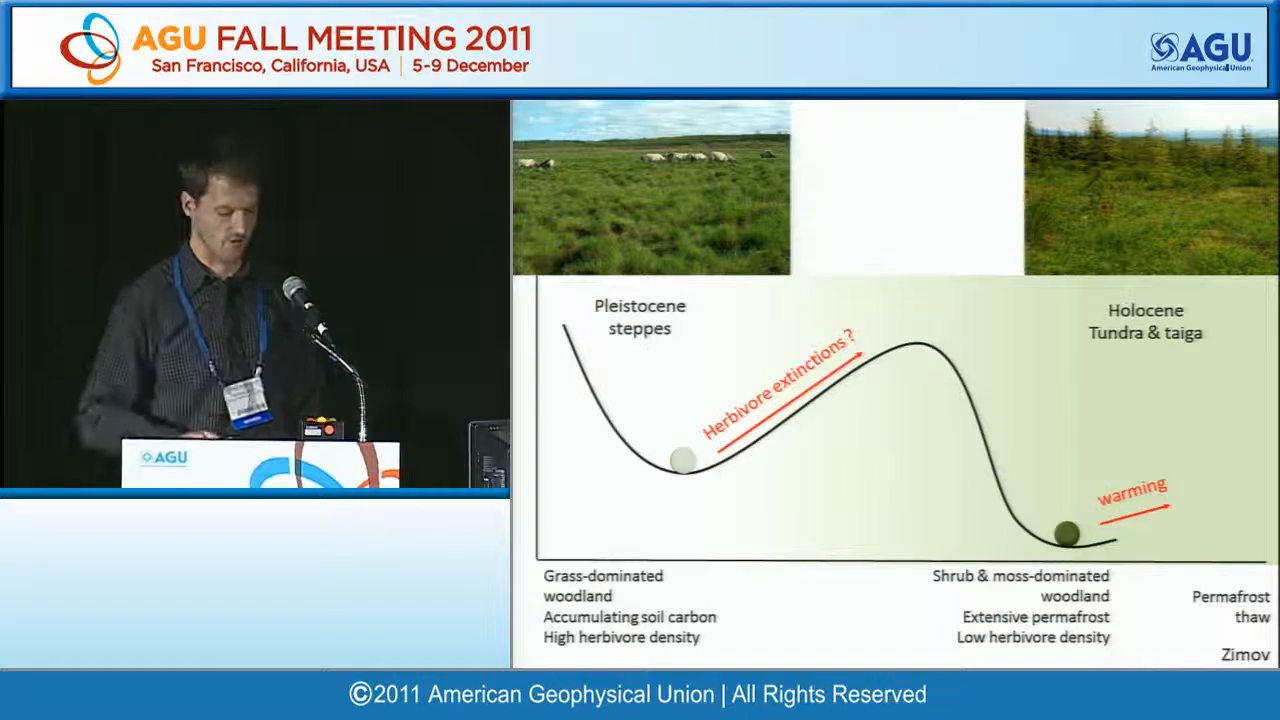 AGU FALL MEETING 2011
San Francisco, California, USA | 5-9 December
AGU
American Geophysical Union
AGU
Pleistocene
steppes
Holocene
Tundra & taiga
Herbivore extinctions ?
warming
Grass-dominated
woodland
Accumulating soil carbon
High herbivore density
Shrub & moss-dominated
woodland
Extensive permafrost
Low herbivore density
Permafrost
thaw
Zimov
©2011 American Geophysical Union | All Rights Reserved